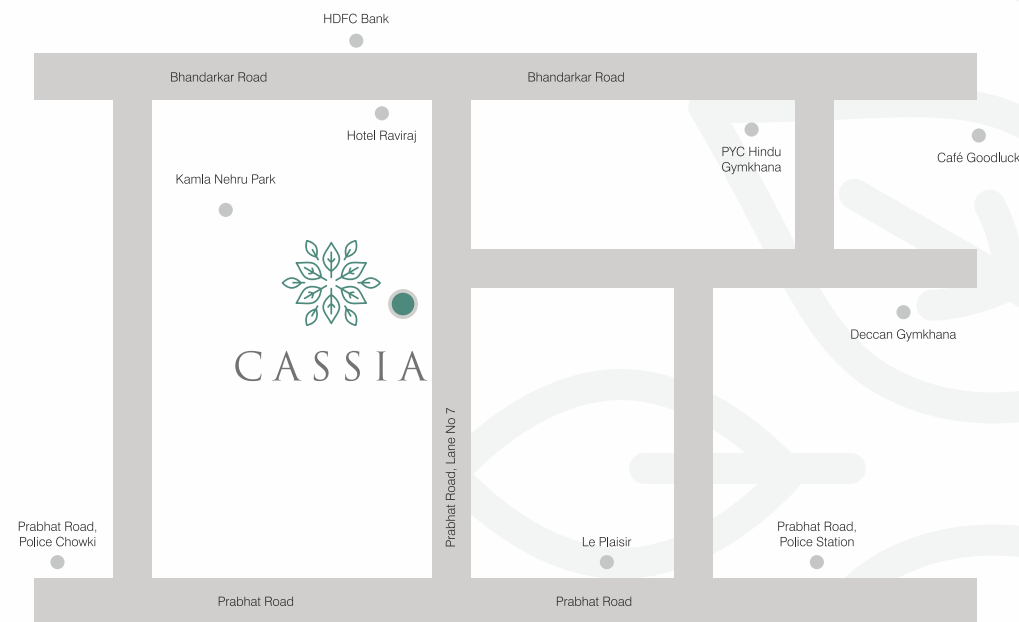 HDFC Bank
Bhandarkar Road
Bhandarkar Road
Hotel Raviraj
PYC Hindu
Gymkhana
Café Goodluck
Kamla Nehru Park
Deccan Gymkhana
CASSIA
Prabhat Road, Lane No 7
Prabhat Road,
Police Chowki
Le Plaisir
Prabhat Road,
Police Station
Prabhat Road
Prabhat Road